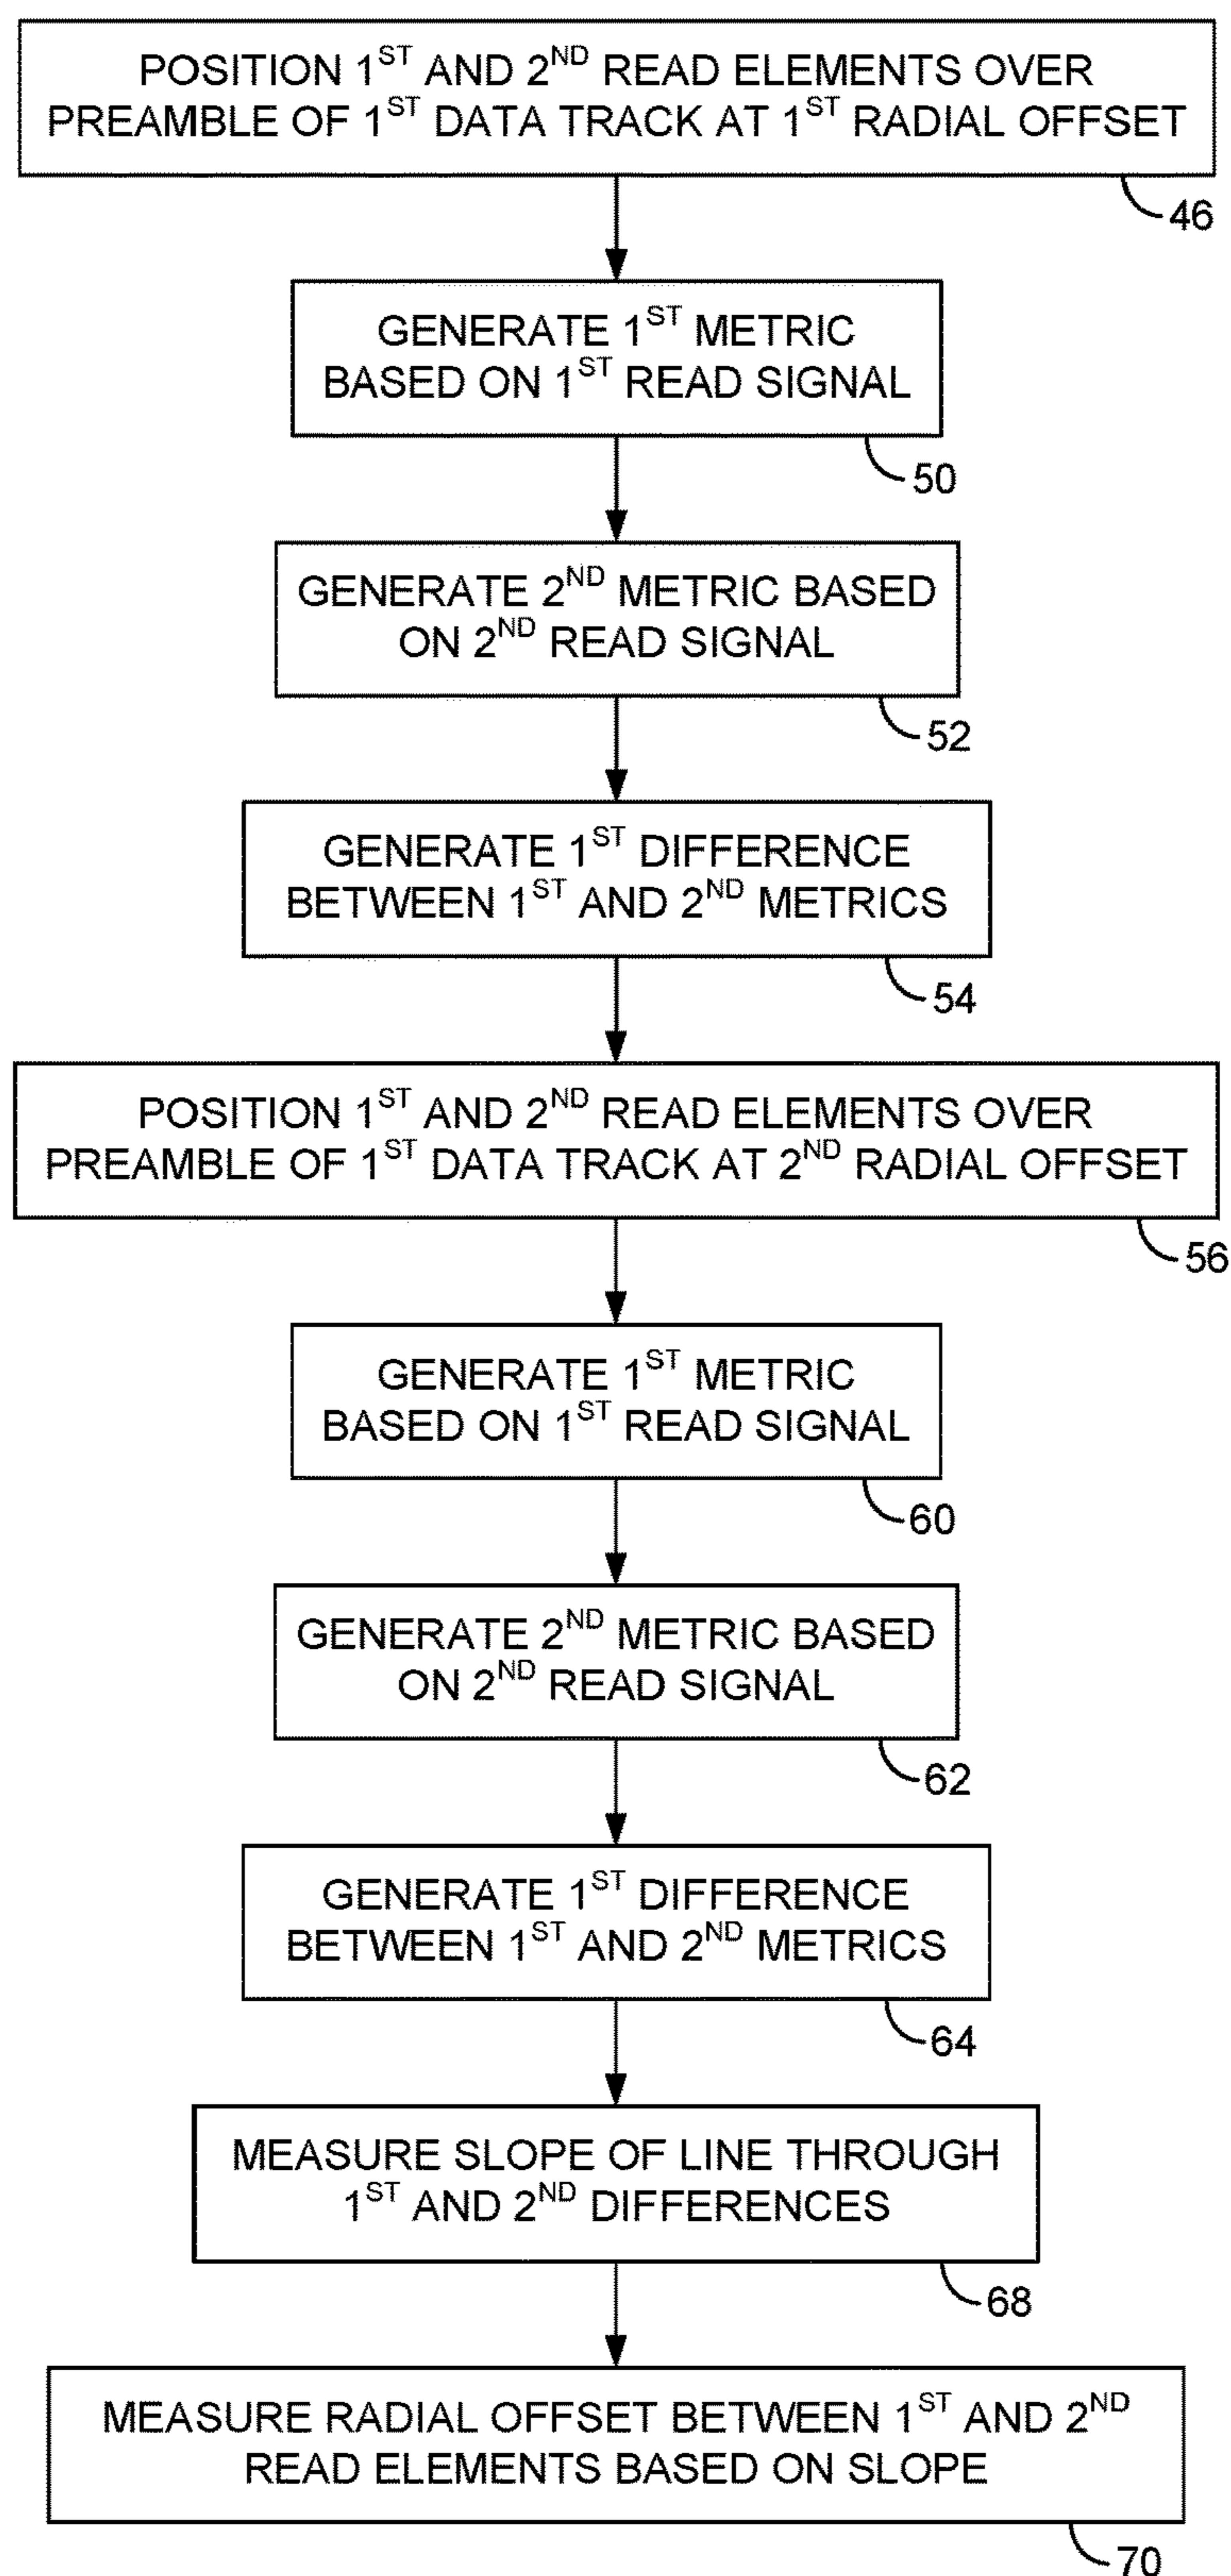 POSITION 1ST AND 2ND READ ELEMENTS OVER
PREAMBLE OF 1ST DATA TRACK AT 1ST RADIAL OFFSET
46
GENERATE 1ST METRIC
BASED ON 1ST READ SIGNAL
50
GENERATE 2ND METRIC BASED
ON 2ND READ SIGNAL
52
GENERATE 1ST DIFFERENCE
BETWEEN 1ST AND 2ND METRICS
54
POSITION 1ST AND 2ND READ ELEMENTS OVER
PREAMBLE OF 1ST DATA TRACK AT 2ND RADIAL OFFSET
56
GENERATE 1ST METRIC
BASED ON 1ST READ SIGNAL
60
GENERATE 2ND METRIC BASED
ON 2ND READ SIGNAL
62
GENERATE 1ST DIFFERENCE
BETWEEN 1ST AND 2ND METRICS
64
MEASURE SLOPE OF LINE THROUGH
1ST AND 2ND DIFFERENCES
68
MEASURE RADIAL OFFSET BETWEEN 1ST AND 2ND
READ ELEMENTS BASED ON SLOPE
70